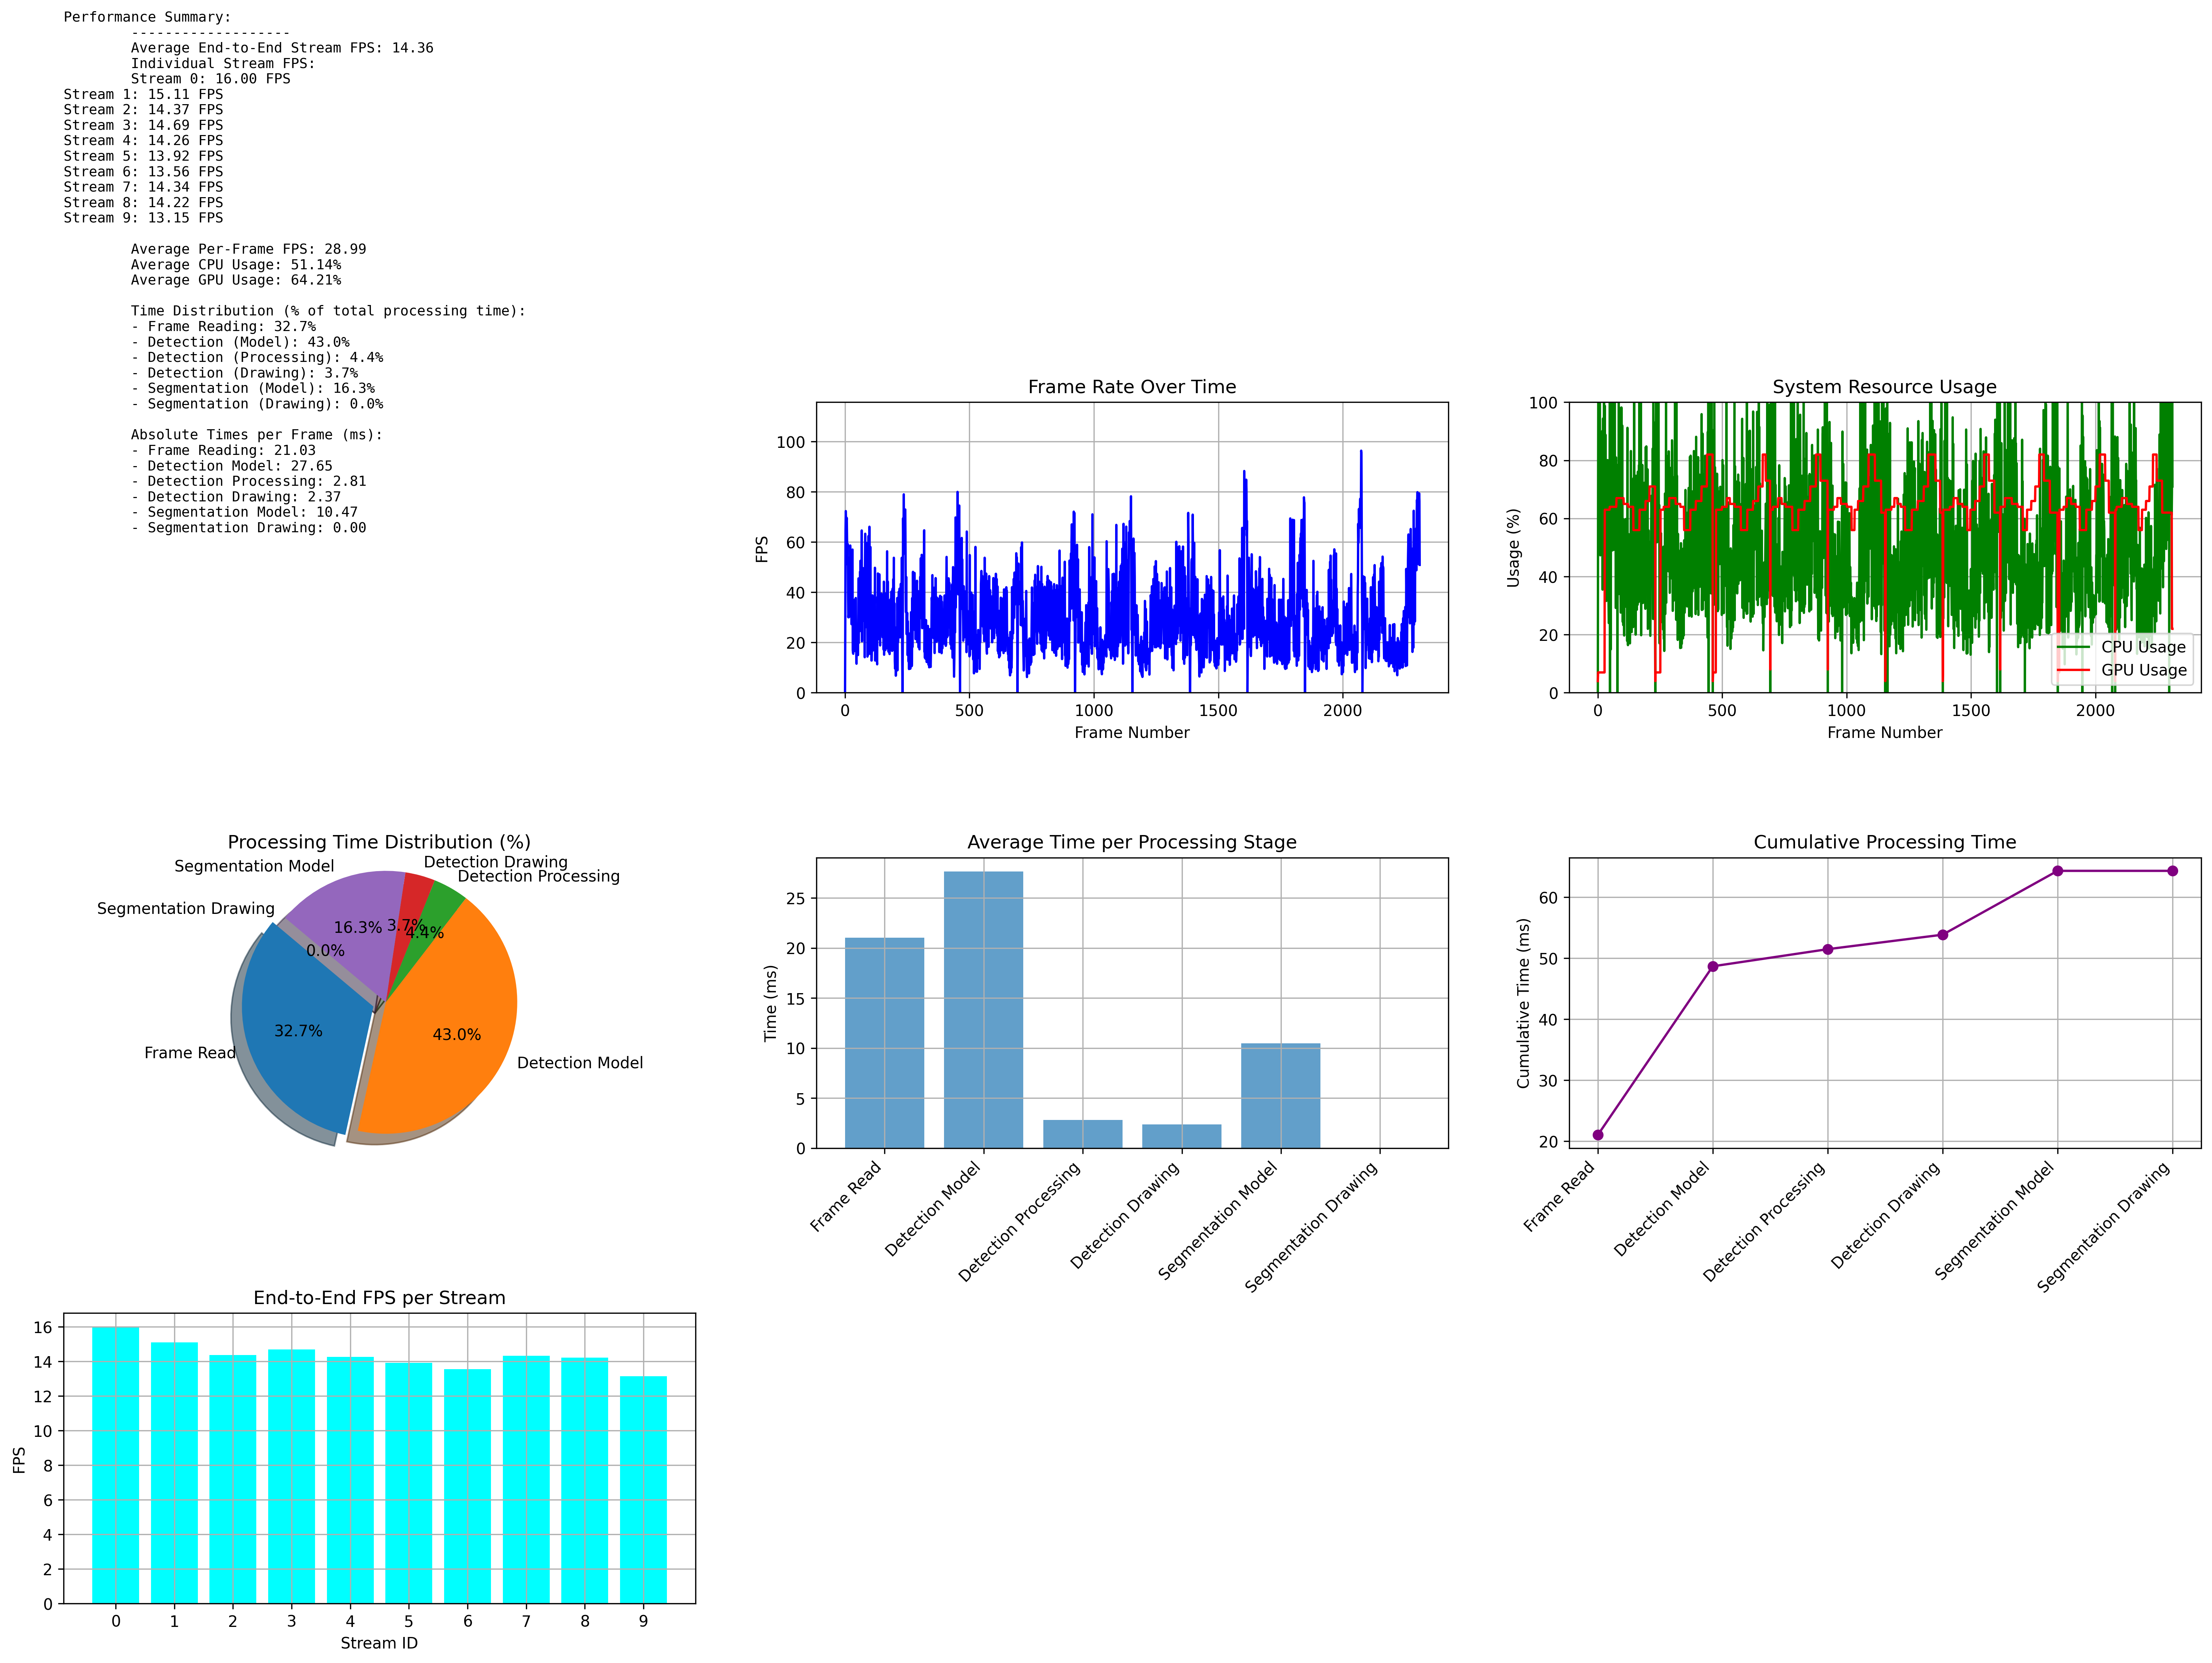 Performance Summary:
-------------------
Average End-to-End Stream FPS: 14.36
Individual Stream FPS:
Stream 0: 16.00 FPS
Stream 1: 15.11 FPS
Stream 2: 14.37 FPS
Stream 3: 14.69 FPS
Stream 4: 14.26 FPS
Stream 5: 13.92 FPS
Stream 6: 13.56 FPS
Stream 7: 14.34 FPS
Stream 8: 14.22 FPS
Stream 9: 13.15 FPS
Average Per-Frame FPS: 28.99
Average CPU Usage: 51.14%
Average GPU Usage: 64.21%
Time Distribution (% of total processing time):
- Frame Reading: 32.7%
- Detection (Model): 43.0%
- Detection (Processing): 4.4%
- Detection (Drawing): 3.7%
- Segmentation (Model): 16.3%
- Segmentation (Drawing): 0.0%
Absolute Times per Frame (ms):
- Frame Reading: 21.03
- Detection Model: 27.65
- Detection Processing: 2.81
- Detection Drawing: 2.37
- Segmentation Model: 10.47
- Segmentation Drawing: 0.00
Frame Rate Over Time
FPS
100
80
60
40
20
0
0 500 1000 1500 2000
Frame Number
System Resource Usage
Usage (%)
100
80
60
40
20
0
CPU Usage
GPU Usage
0 500 1000 1500 2000
Frame Number
Processing Time Distribution (%)
Detection Drawing
Segmentation Model
Detection Processing
Segmentation Drawing
16.3%
3.7%
4.4%
0.0%
32.7%
43.0%
Frame Read
Detection Model
Average Time per Processing Stage
Time (ms)
25
20
15
10
5
0
Frame Read
Detection Model
Detection Processing
Detection Drawing
Segmentation Model
Segmentation Drawing
Cumulative Processing Time
Cumulative Time (ms)
60
50
40
30
20
Frame Read
Detection Model
Detection Processing
Detection Drawing
Segmentation Model
Segmentation Drawing
End-to-End FPS per Stream
FPS
16
14
12
10
8
6
4
2
0
0 1 2 3 4 5 6 7 8 9
Stream ID